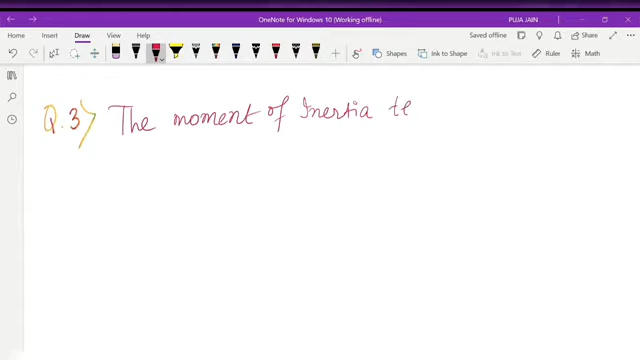 OneNote for Windows 10 (Working offline)
PUJA JAIN
Home Insert Draw View Help
Saved offline Share
Shapes Ink to Shape Ink to Text Ruler Math
Q.3) The moment of Inertia te